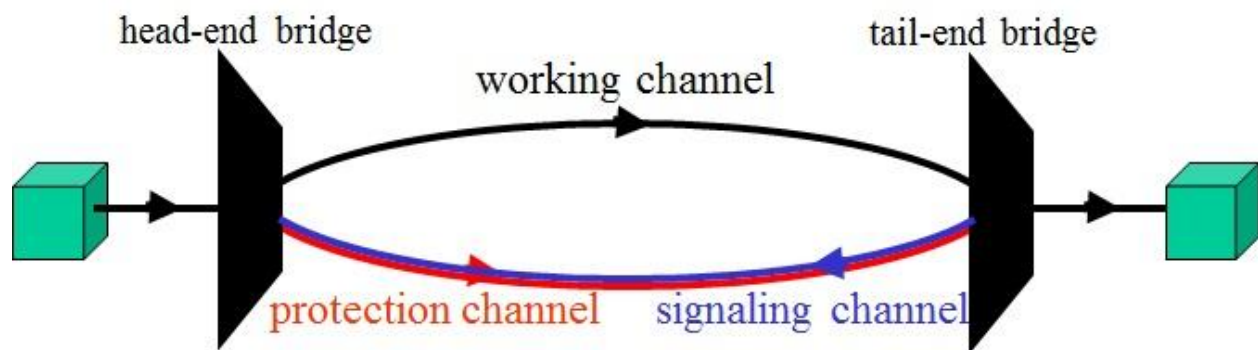 head-end bridge
tail-end bridge
working channel
protection channel
signaling channel